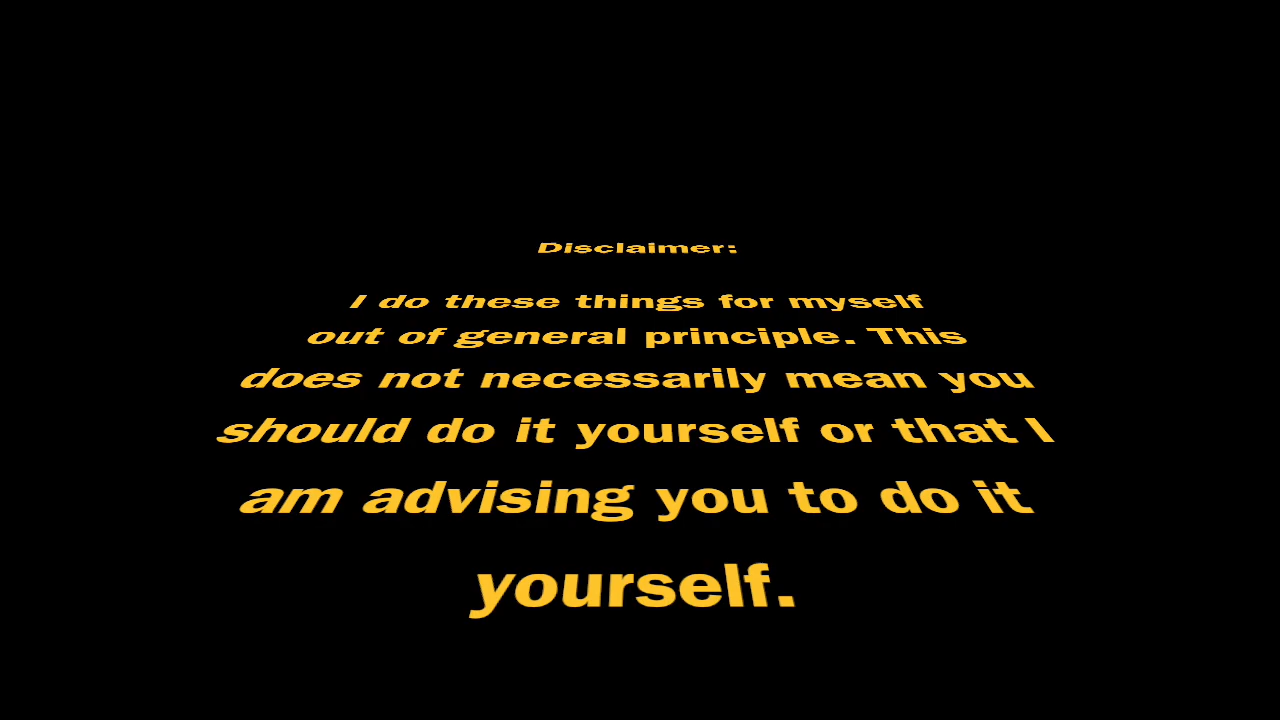 Disclaimer:
I do these things for myself
out of general principle. This
does not necessarily mean you
should do it yourself or that I
am advising you to do it
yourself.